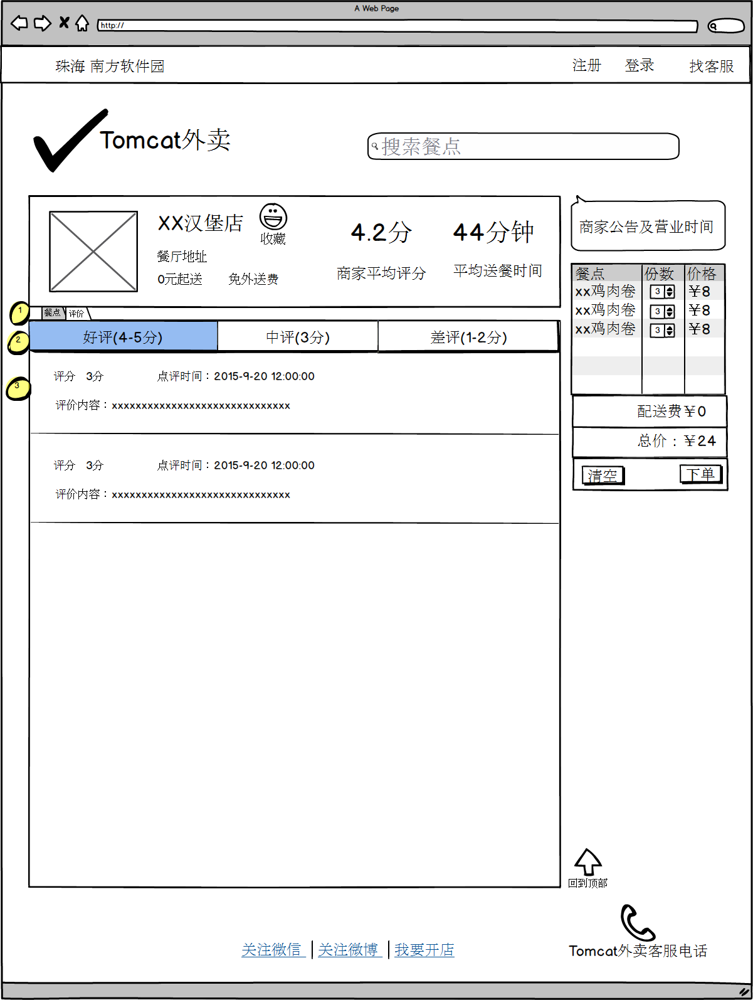 A Web Page
http://
珠海 南方软件园
注册 登录 找客服
Tomcat外卖
搜索餐点
XX汉堡店
收藏
餐厅地址
0元起送 免外送费
4.2分
商家平均评分
44分钟
平均送餐时间
商家公告及营业时间
1
餐点 评价
2
好评(4-5分) 中评(3分) 差评(1-2分)
3
评分 3分 点评时间：2015-9-20 12:00:00
评价内容：xxxxxxxxxxxxxxxxxxxxxxxxxxxxxx
评分 3分 点评时间：2015-9-20 12:00:00
评价内容：xxxxxxxxxxxxxxxxxxxxxxxxxxxxxx
餐点 份数 价格
xx鸡肉卷 3 ￥8
xx鸡肉卷 3 ￥8
xx鸡肉卷 3 ￥8
配送费￥0
总价：￥24
清空 下单
回到顶部
关注微信 关注微博 我要开店
Tomcat外卖客服电话